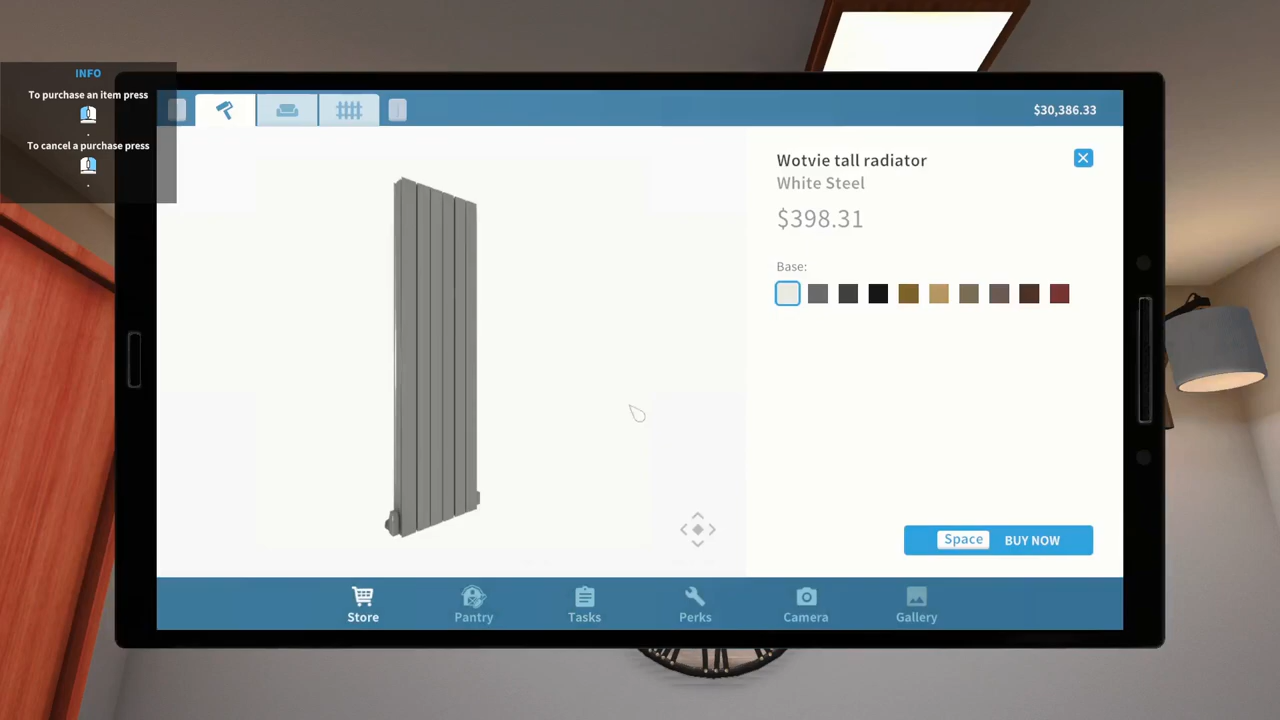 INFO
To purchase an item press
.
To cancel a purchase press
.
$30,386.33
Wotvie tall radiator
White Steel
$398.31
Base:
Space BUY NOW
Store Pantry Tasks Perks Camera Gallery